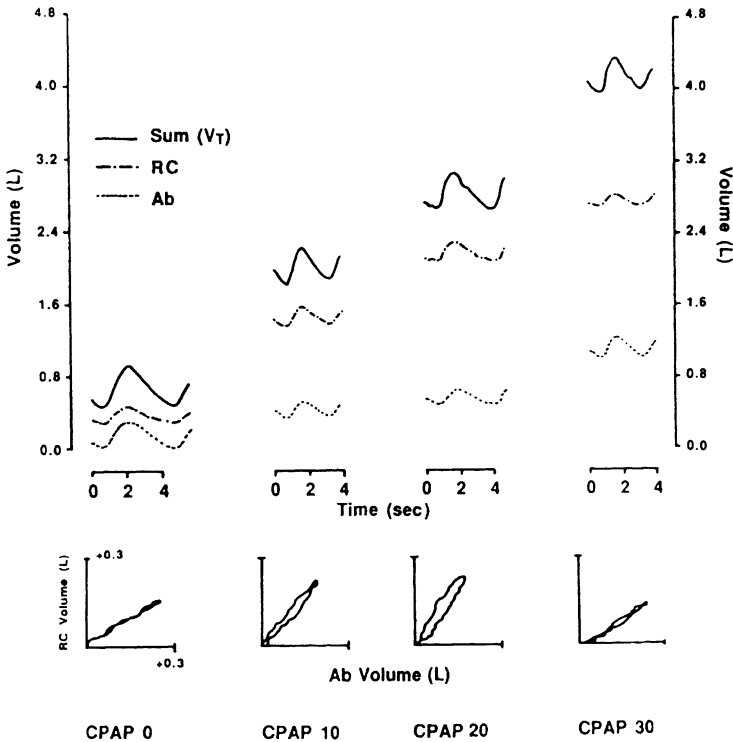 4.8
4.0
3.2
2.4
1.6
0.8
0.0
Volume (L)
Sum (VT)
RC
Ab
4.8
4.0
3.2
2.4
1.6
0.8
0.0
Volume (L)
0 2 4
0 2 4
0 2 4
0 2 4
Time (sec)
RC Volume (L)
+0.3
+0.3
Ab Volume (L)
CPAP 0 CPAP 10 CPAP 20 CPAP 30